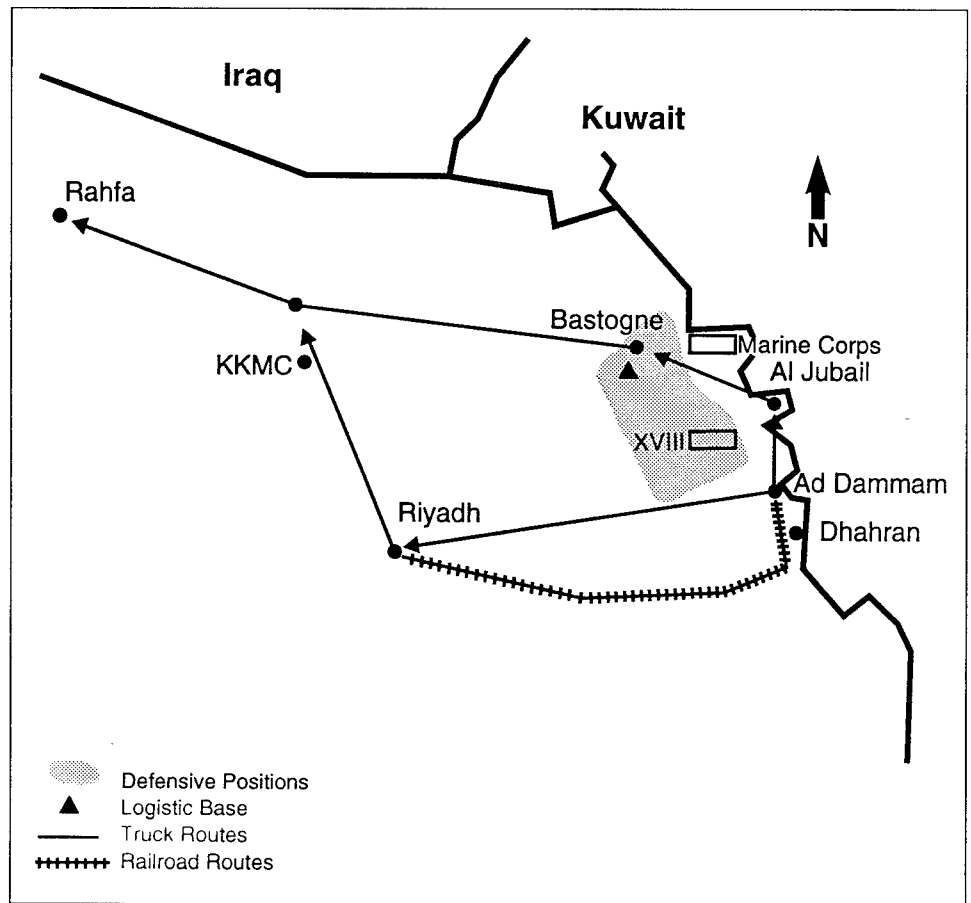 Iraq
Kuwait
Rahfa
N
Bastogne
Marine Corps
KKMC
Al Jubail
XVIII
Ad Dammam
Riyadh
Dhahran
Defensive Positions
Logistic Base
Truck Routes
Railroad Routes